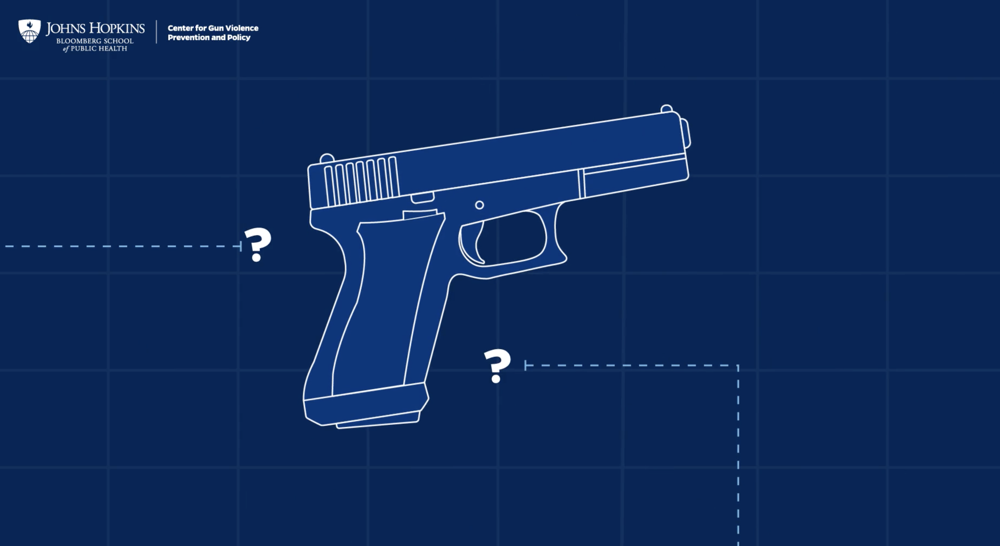 JOHNS HOPKINS
BLOOMBERG SCHOOL
of PUBLIC HEALTH
Center for Gun Violence
Prevention and Policy
?
?